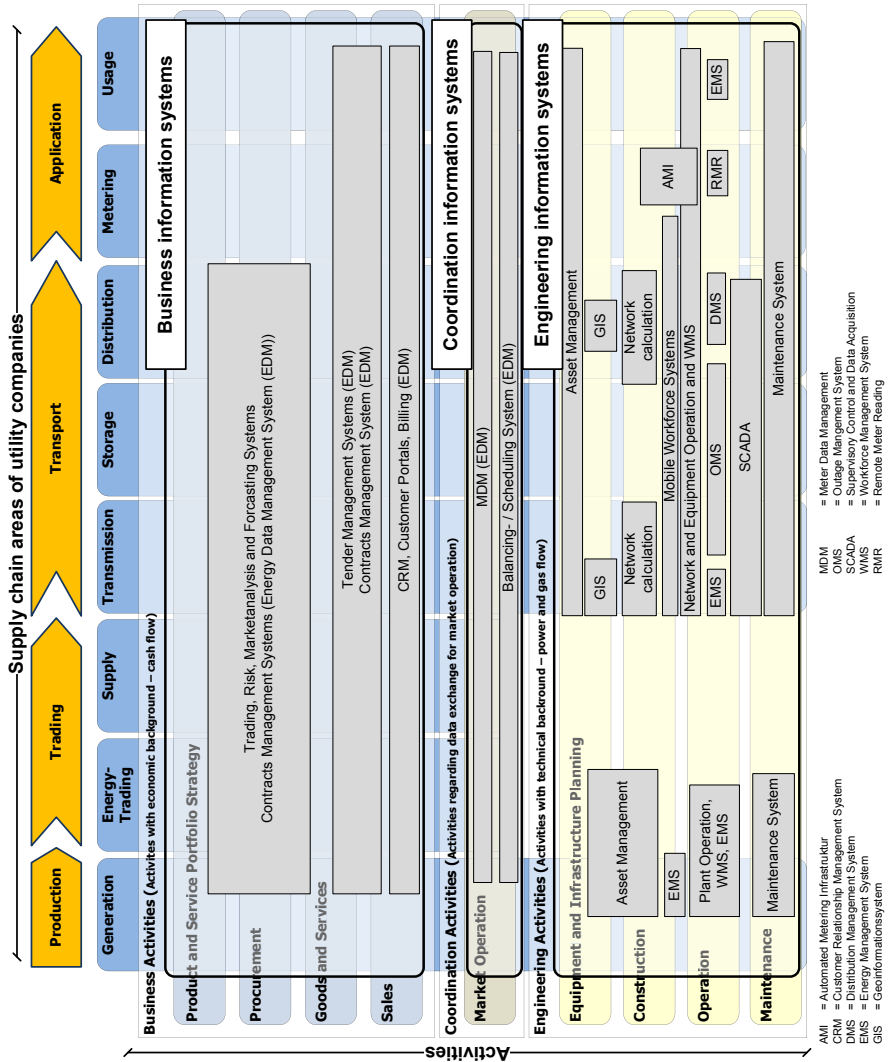 Supply chain areas of utility companies
Production
Trading
Transport
Application
Generation
Energy-
Trading
Supply
Transmission
Storage
Distribution
Metering
Usage
Activities
Business Activities (Activites with economic background – cash flow)
Business information systems
Product and Service Portfolio Strategy
Procurement
Goods and Services
Sales
Trading, Risk, Marketanalysis and Forcasting Systems
Contracts Management Systems (Energy Data Management System (EDM))
Tender Management Systems (EDM)
Contracts Management System (EDM)
CRM, Customer Portals, Billing (EDM)
Coordination Activities (Activities regarding data exchange for market operation)
Coordination information systems
Market Operation
MDM (EDM)
Balancing- / Scheduling System (EDM)
Engineering Activities (Activities with technical backround – power and gas flow)
Engineering information systems
Equipment and Infrastructure Planning
Construction
Operation
Maintenance
Asset Management
Asset Management
GIS
GIS
Network
calculation
Network
calculation
AMI
EMS
Mobile Workforce Systems
Plant Operation,
WMS, EMS
Network and Equipment Operation and WMS
EMS
OMS
DMS
RMR
EMS
SCADA
Maintenance System
Maintenance System
AMI = Automated Metering Infrastruktur
CRM = Customer Relationship Management System
DMS = Distribution Management System
EMS = Energy Management System
GIS = Geoinformationssystem
MDM = Meter Data Management
OMS = Outage Mangement System
SCADA = Supervisory Control and Data Acquisition
WMS = Workforce Management System
RMR = Remote Meter Reading